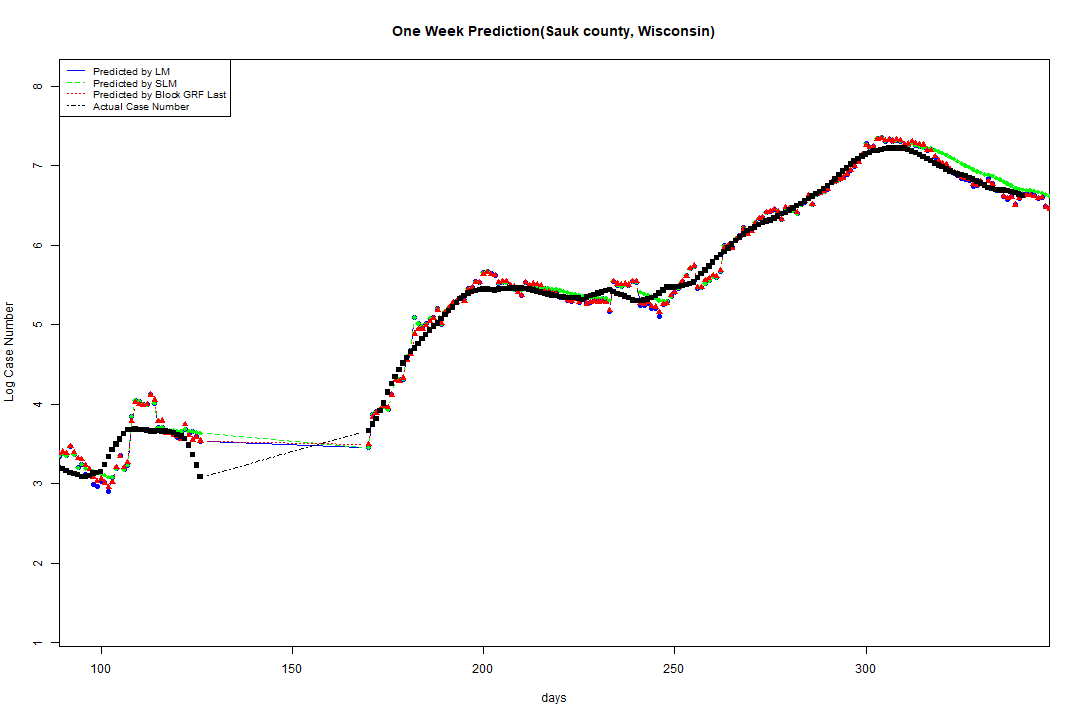 One Week Prediction(Sauk county, Wisconsin)
Predicted by LM
Predicted by SLM
Predicted by Block GRF Last
Actual Case Number
8
7
6
5
4
3
2
1
Log Case Number
100 150 200 250 300
days